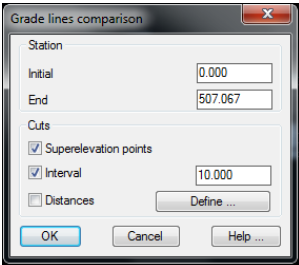 Grade lines comparison
Station
Initial 0.000
End 507.067
Cuts
Superelevation points
Interval 10.000
Distances Define ...
OK Cancel Help ...